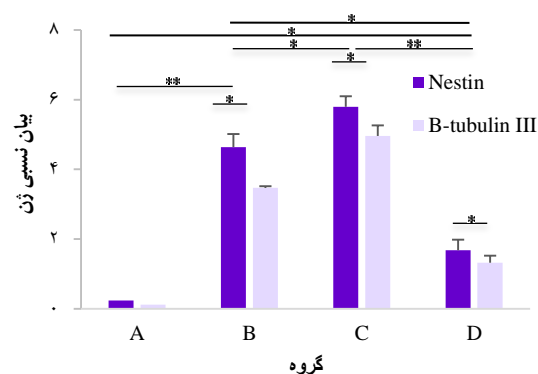 *
۸
*
*
**
**
*
*
Nestin
۶
B-tubulin III
بیان نسبی ژن
۴
*
۲
۰
A B C D
گروه